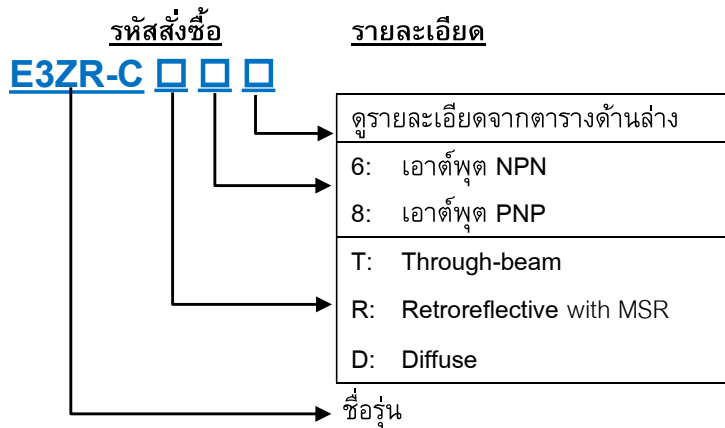 รหัสสั่งซื้อ รายละเอียด
E3ZR-C □ □ □
ดูรายละเอียดจากตารางด้านล่าง
6: เอาต์พุต NPN
8: เอาต์พุต PNP
T: Through-beam
R: Retroreflective with MSR
D: Diffuse
ชื่อรุ่น